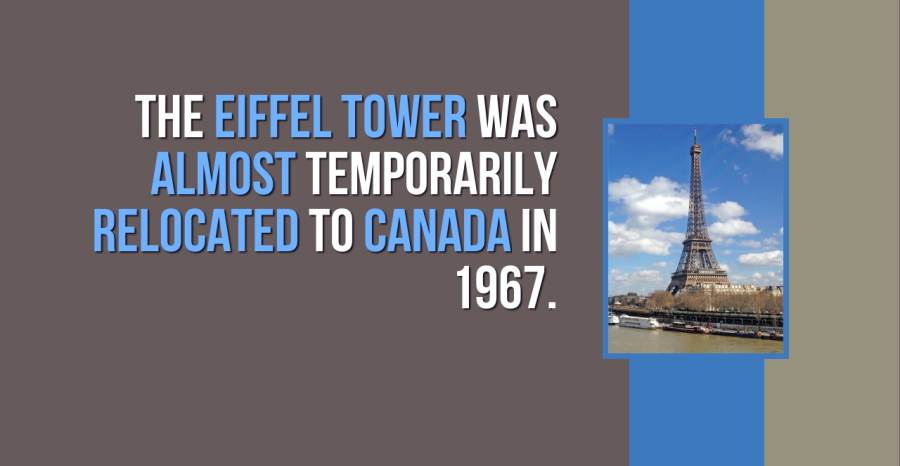 THE EIFFEL TOWER WAS
ALMOST TEMPORARILY
RELOCATED TO CANADA IN
1967.